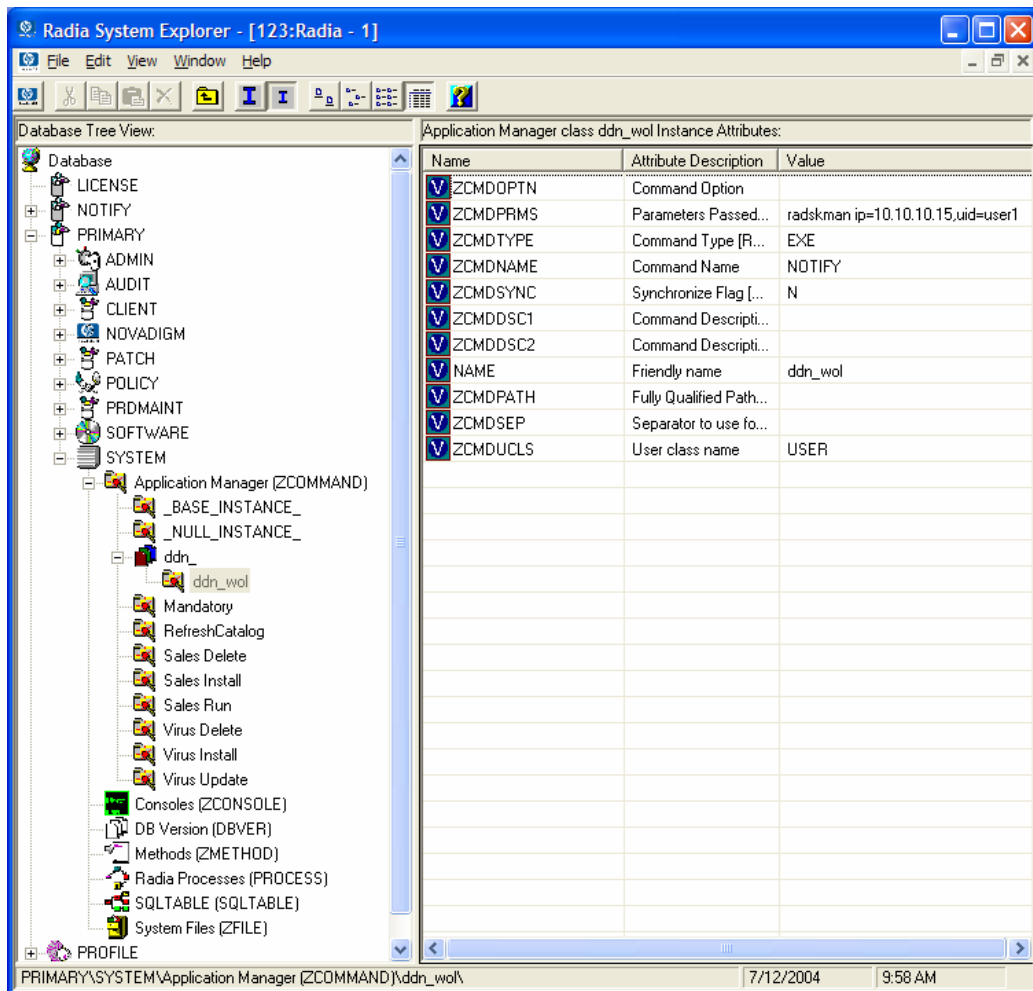 Radia System Explorer - [123:Radia - 1]
File Edit View Window Help
Database Tree View:
Application Manager class ddn_wol Instance Attributes:
Database
LICENSE
NOTIFY
PRIMARY
ADMIN
AUDIT
CLIENT
NOVADIGM
PATCH
POLICY
PRDMAINT
SOFTWARE
SYSTEM
Application Manager (ZCOMMAND)
_BASE_INSTANCE_
_NULL_INSTANCE_
ddn_
ddn_wol
Mandatory
RefreshCatalog
Sales Delete
Sales Install
Sales Run
Virus Delete
Virus Install
Virus Update
Consoles (ZCONSOLE)
DB Version (DBVER)
Methods (ZMETHOD)
Radia Processes (PROCESS)
SQLTABLE (SQLTABLE)
System Files (ZFILE)
PROFILE
Name Attribute Description Value
V ZCMDOPTN Command Option
V ZCMDPRMS Parameters Passed... radskman ip=10.10.10.15,uid=user1
V ZCMDTYPE Command Type [R... EXE
V ZCMDNAME Command Name NOTIFY
V ZCMDSYNC Synchronize Flag [... N
V ZCMDDSC1 Command Descripti...
V ZCMDDSC2 Command Descripti...
V NAME Friendly name ddn_wol
V ZCMDPATH Fully Qualified Path...
V ZCMDSEP Separator to use fo...
V ZCMDUCLS User class name USER
PRIMARY\SYSTEM\Application Manager (ZCOMMAND)\ddn_wol\ 7/12/2004 9:58 AM